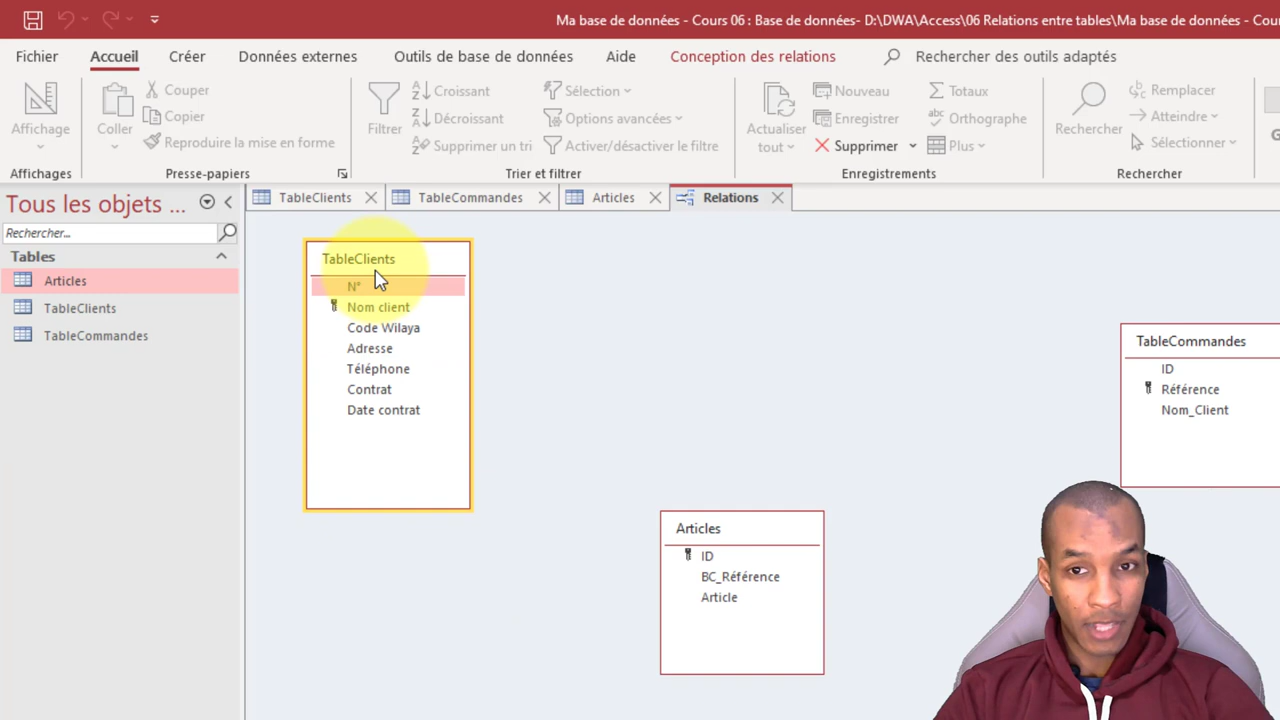 Ma base de données - Cours 06 : Base de données- D:\DWA\Access\06 Relations entre tables\Ma base de données - Cour
Fichier Accueil Créer Données externes Outils de base de données Aide Conception des relations Rechercher des outils adaptés
Affichage
Affichages
Coller
Couper
Copier
Reproduire la mise en forme
Presse-papiers
Filtrer
Croissant
Décroissant
Supprimer un tri
Sélection
Options avancées
Activer/désactiver le filtre
Trier et filtrer
Actualiser
tout
Nouveau
Enregistrer
Supprimer
Totaux
Orthographe
Plus
Enregistrements
Rechercher
Remplacer
Atteindre
Sélectionner
Rechercher
Tous les objets ...
Rechercher...
Tables
Articles
TableClients
TableCommandes
TableClients TableCommandes Articles Relations
TableClients
N°
Nom client
Code Wilaya
Adresse
Téléphone
Contrat
Date contrat
Articles
ID
BC_Référence
Article
TableCommandes
ID
Référence
Nom_Client